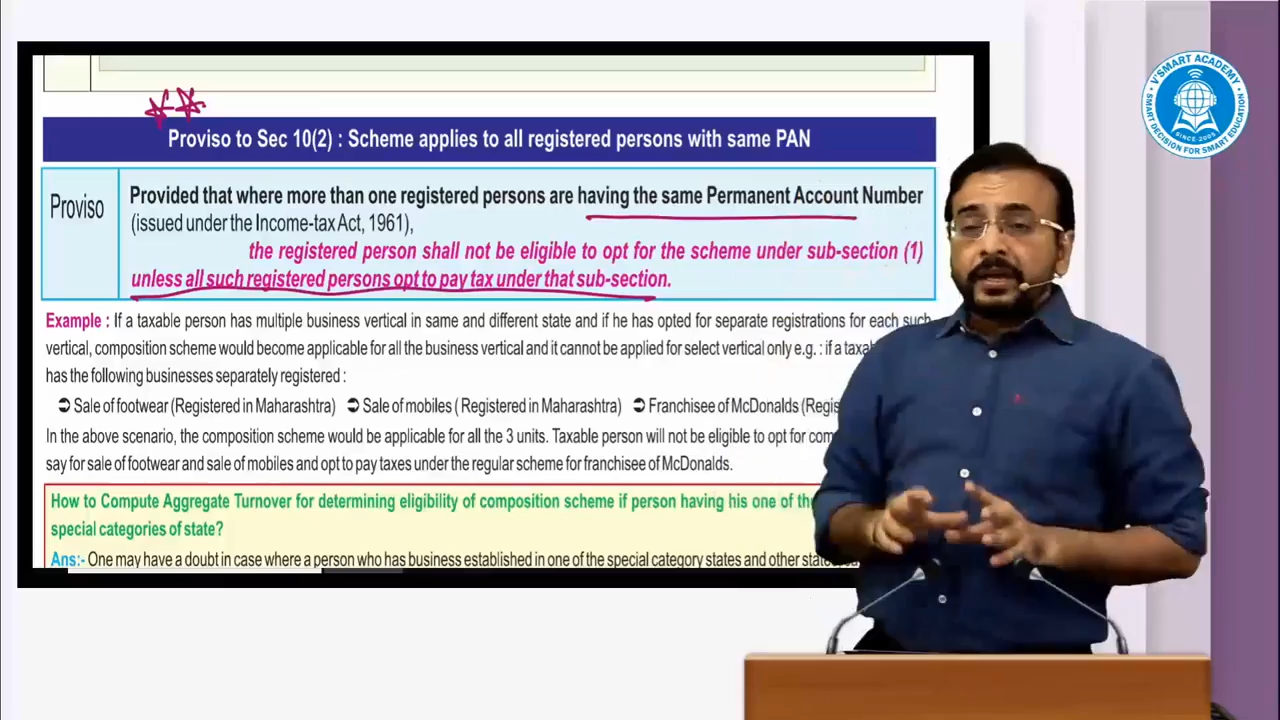 Proviso to Sec 10(2) : Scheme applies to all registered persons with same PAN
Proviso
Provided that where more than one registered persons are having the same Permanent Account Number
(issued under the Income-tax Act, 1961),
the registered person shall not be eligible to opt for the scheme under sub-section (1)
unless all such registered persons opt to pay tax under that sub-section.
Example : If a taxable person has multiple business vertical in same and different state and if he has opted for separate registrations for each such
vertical, composition scheme would become applicable for all the business vertical and it cannot be applied for select vertical only e.g. : if a
has the following businesses separately registered :
➲ Sale of footwear (Registered in Maharashtra) ➲ Sale of mobiles ( Registered in Maharashtra) ➲ Franchisee of McDonalds
In the above scenario, the composition scheme would be applicable for all the 3 units. Taxable person will not be eligible to opt for
say for sale of footwear and sale of mobiles and opt to pay taxes under the regular scheme for franchisee of McDonalds.
How to Compute Aggregate Turnover for determining eligibility of composition scheme if person having his one of the
special categories of state?
Ans:- One may have a doubt in case where a person who has business established in one of the special category states and other
V'SMART ACADEMY
SINCE-2005
SMART DECISION FOR SMART EDUCATION